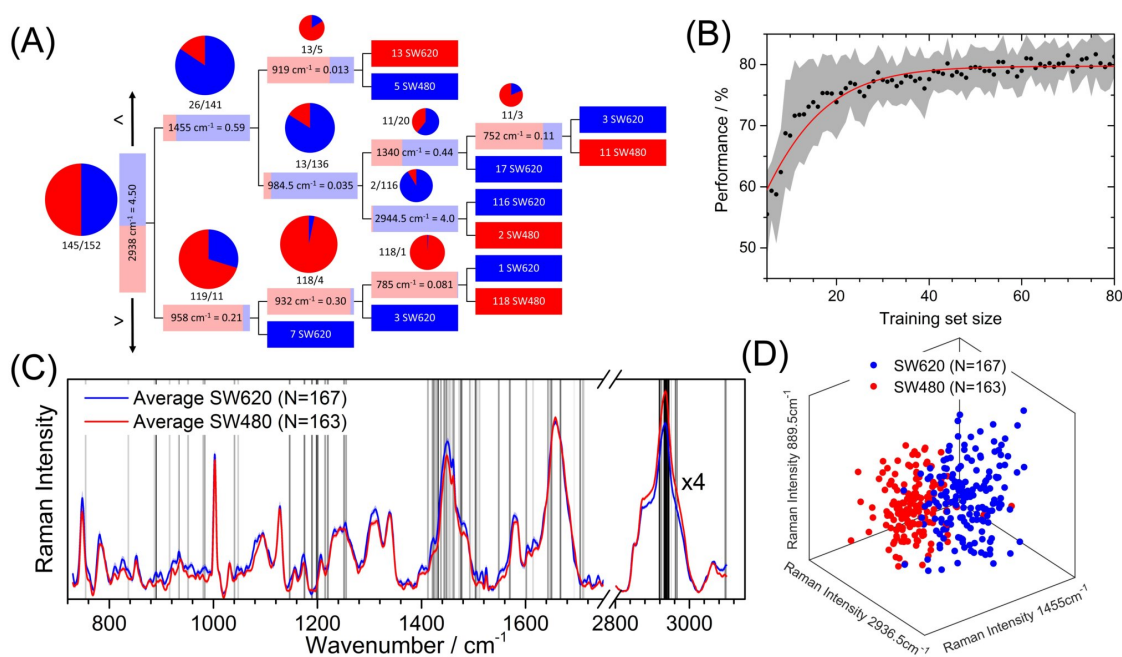 (A)
13/5
919 cm⁻¹ = 0.013
13 SW620
5 SW480
26/141
1455 cm⁻¹ = 0.59
<
13/136
984.5 cm⁻¹ = 0.035
11/20
1340 cm⁻¹ = 0.44
11/3
752 cm⁻¹ = 0.11
3 SW620
11 SW480
17 SW620
2/116
2944.5 cm⁻¹ = 4.0
116 SW620
2 SW480
145/152
2938 cm⁻¹ = 4.50
>
119/11
958 cm⁻¹ = 0.21
118/4
932 cm⁻¹ = 0.30
7 SW620
118/1
785 cm⁻¹ = 0.081
3 SW620
1 SW620
118 SW480
(B)
Performance / %
80
70
60
50
20 40 60 80
Training set size
(C)
Average SW620 (N=167)
Average SW480 (N=163)
x4
Raman Intensity
800 1000 1200 1400 1600 2800 3000
Wavenumber / cm⁻¹
(D)
SW620 (N=167)
SW480 (N=163)
Raman Intensity 889.5cm⁻¹
Raman Intensity 2936.5cm⁻¹
Raman Intensity 1455cm⁻¹